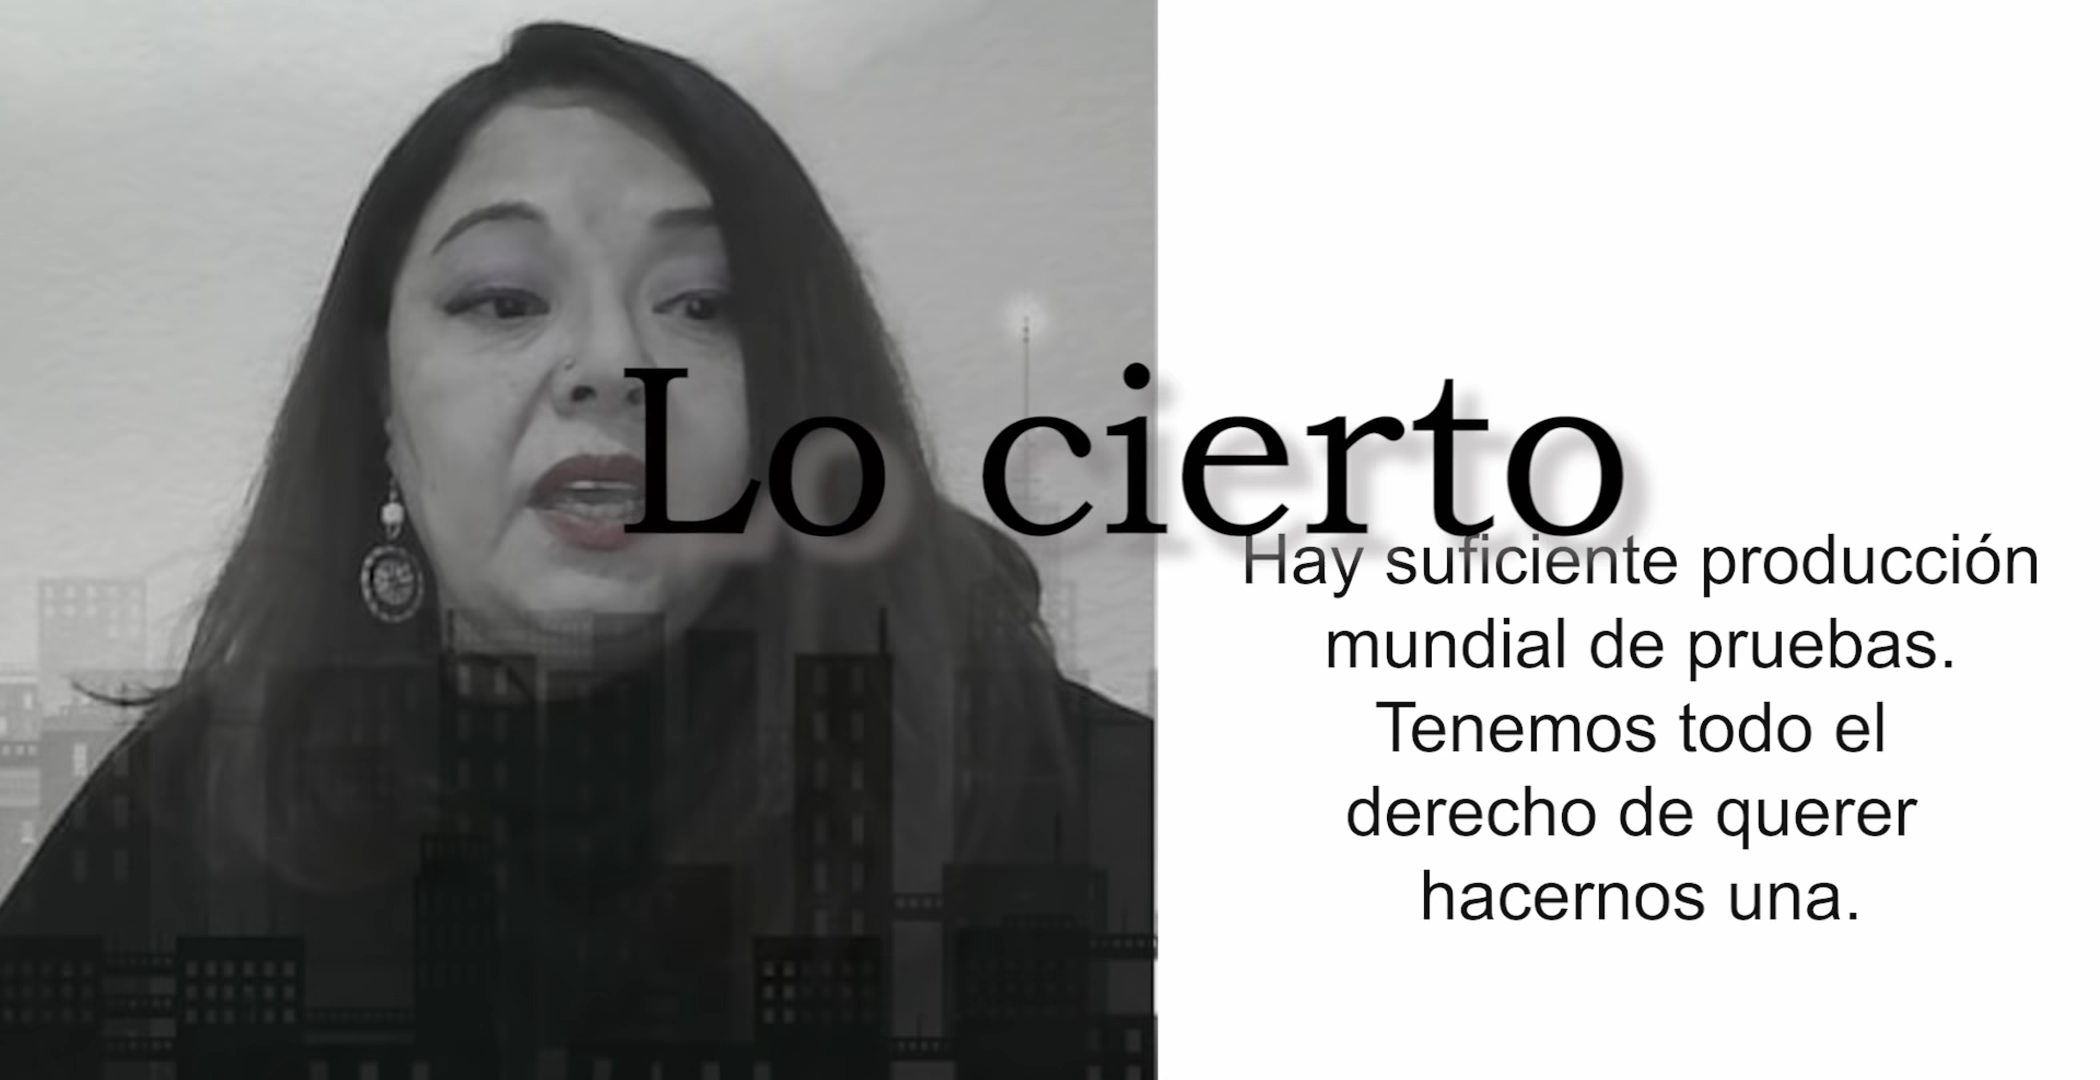 Lo cierto
Hay suficiente producción
mundial de pruebas.
Tenemos todo el
derecho de querer
hacernos una.